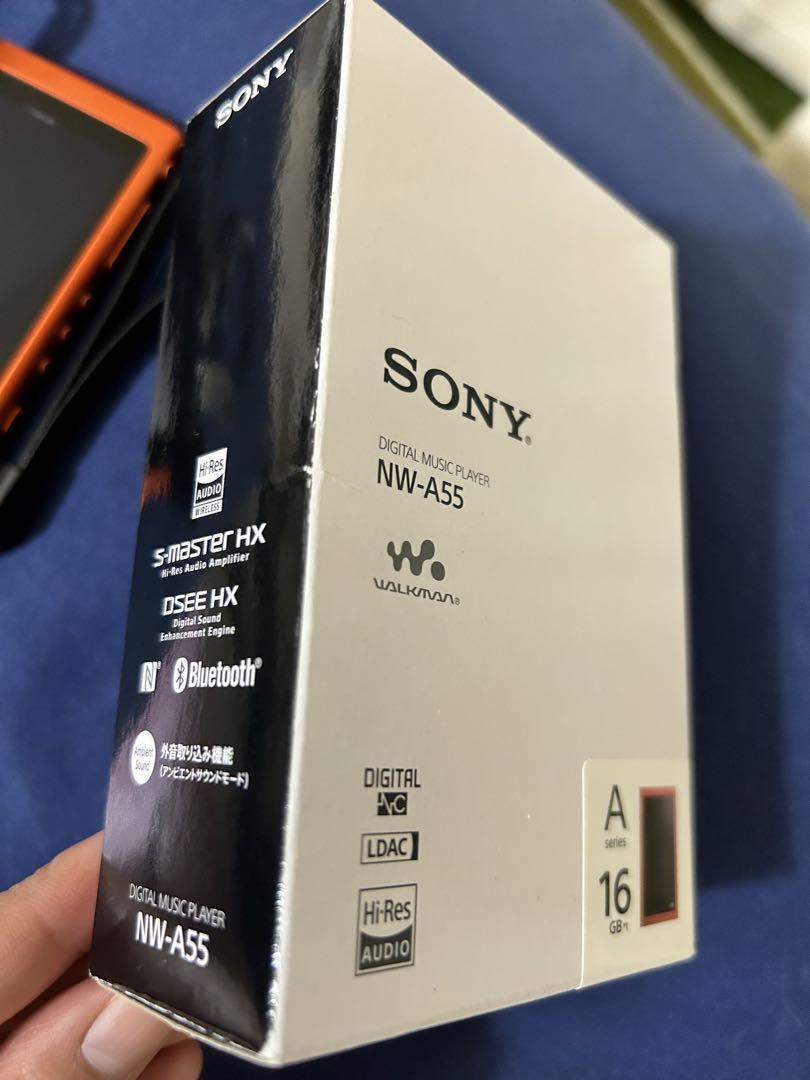 SONY
Hi-Res
AUDIO
WIRELESS
S-Master HX
Hi-Res Audio Amplifier
DSEE HX
Digital Sound
Enhancement Engine
N Bluetooth®
Ambient
Sound
外音取り込み機能
(アンビエントサウンドモード)
DIGITAL MUSIC PLAYER
NW-A55
SONY®
DIGITAL MUSIC PLAYER
NW-A55
WALKMAN®
DIGITAL
NC
LDAC
Hi-Res
AUDIO
A
series
16
GB*1